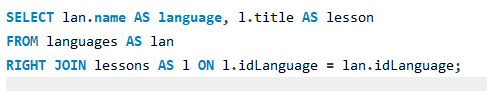 SELECT lan.name AS language, l.title AS lesson
FROM languages AS lan
RIGHT JOIN lessons AS l ON l.idLanguage = lan.idLanguage;